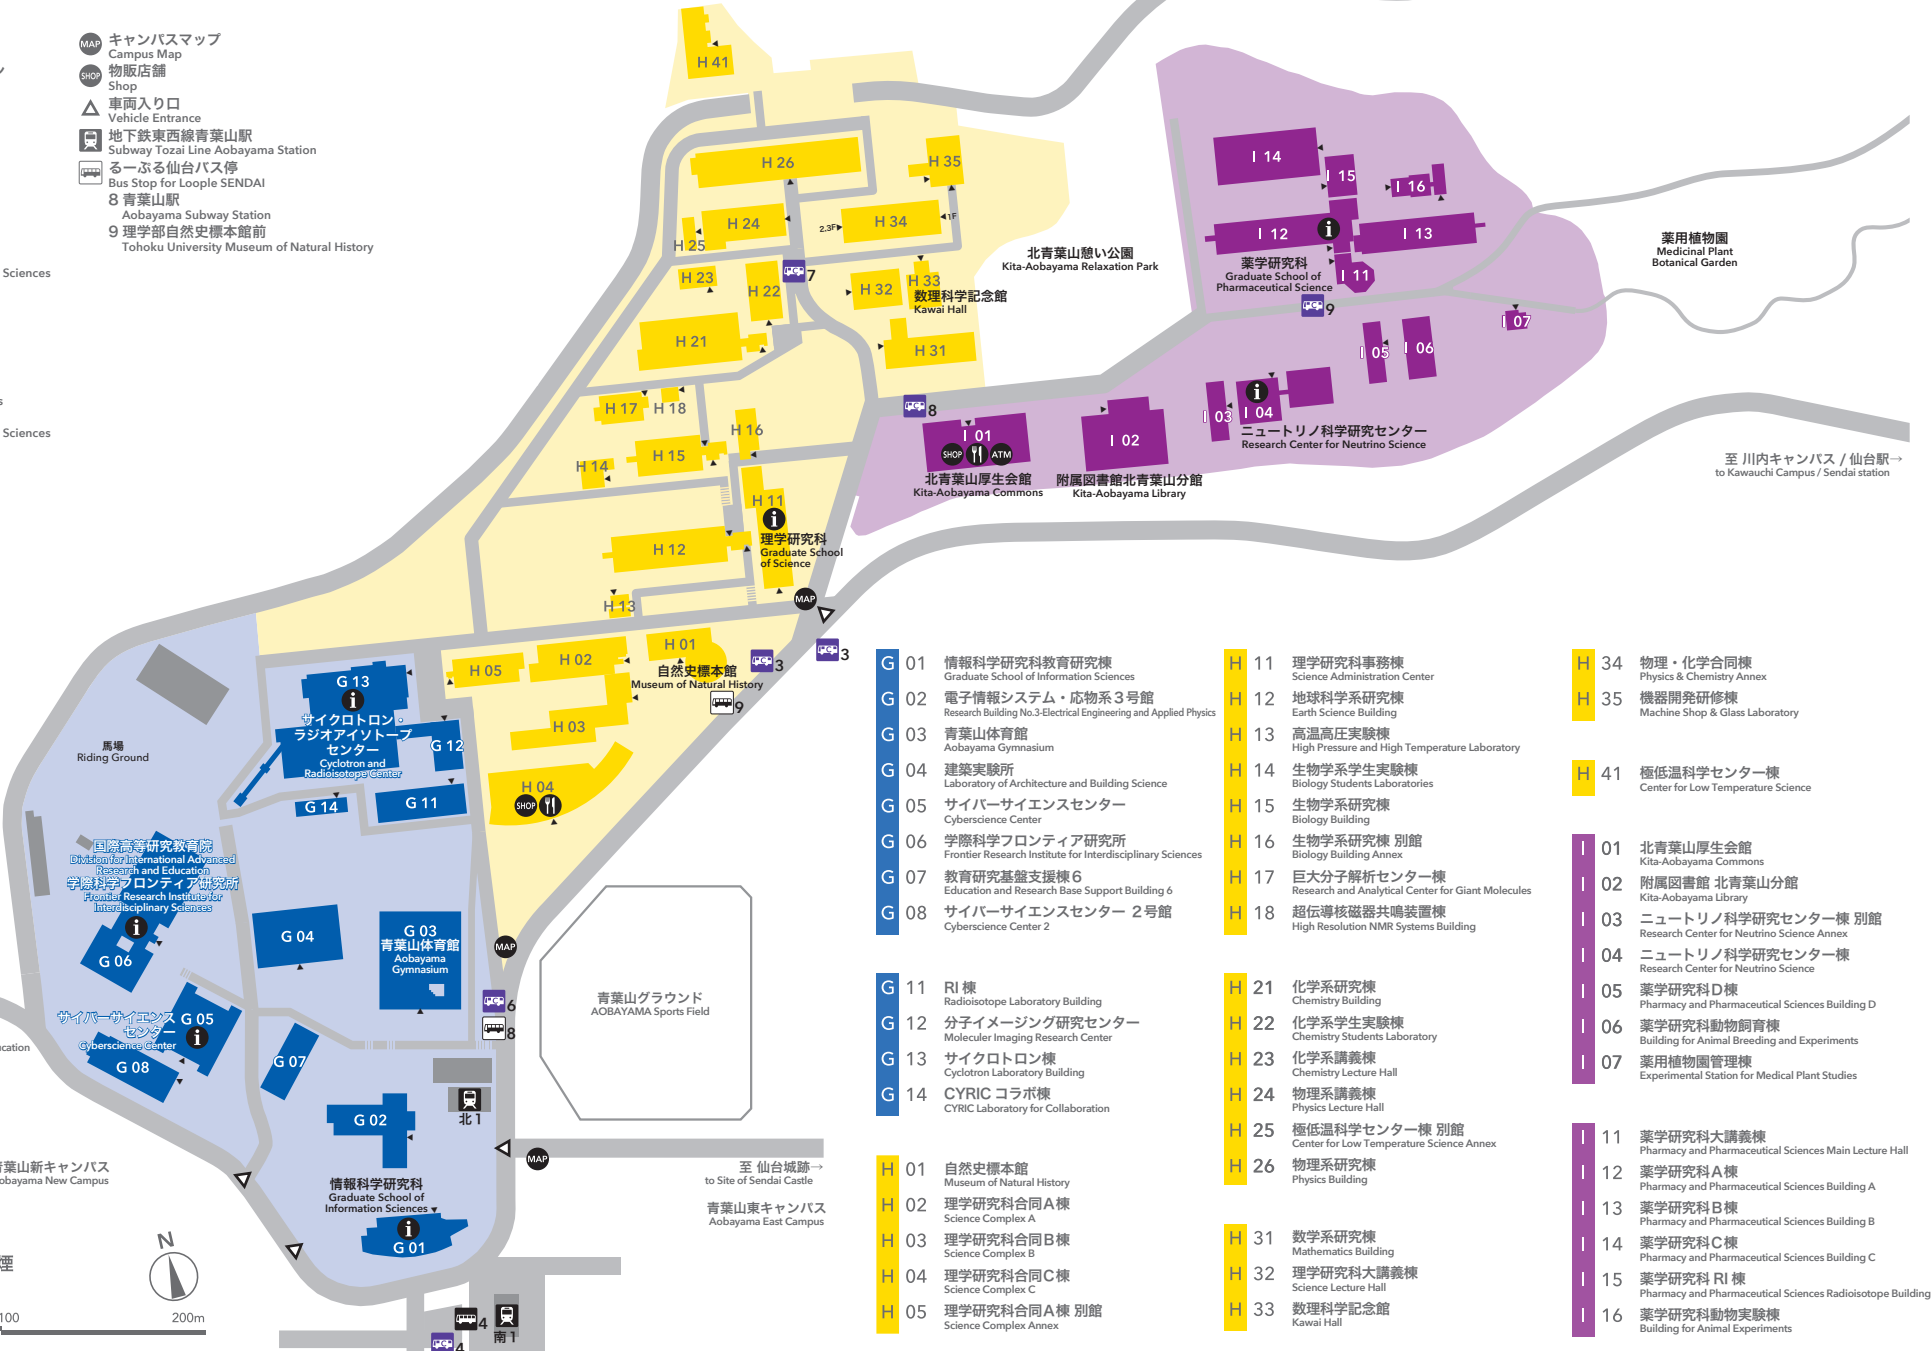 MAP キャンパスマップ
Campus Map
SHOP 物販店舗
Shop
車両入り口
Vehicle Entrance
地下鉄東西線青葉山駅
Subway Tozai Line Aobayama Station
るーぷる仙台バス停
Bus Stop for Loople SENDAI
8 青葉山駅
Aobayama Subway Station
9 理学部自然史標本館前
Tohoku University Museum of Natural History
Sciences
Sciences
H 41
H 26
H 35
H 24
H 25
H 34
2,3F
1F
H 23
H 22
7
H 32
H 33
数理科学記念館
Kawai Hall
H 21
H 31
H 17
H 18
H 16
H 15
H 14
H 11
理学研究科
Graduate School
of Science
H 12
H 13
MAP
3
3
H 01
自然史標本館
Museum of Natural History
9
H 02
H 05
H 03
H 04
SHOP
北青葉山憩い公園
Kita-Aobayama Relaxation Park
I 14
I 15
I 16
I 12
I 13
I 11
薬学研究科
Graduate School of
Pharmaceutical Science
9
薬用植物園
Medicinal Plant
Botanical Garden
I 07
I 05
I 06
I 03
I 04
ニュートリノ科学研究センター
Research Center for Neutrino Science
8
I 01
SHOP
ATM
北青葉山厚生会館
Kita-Aobayama Commons
I 02
附属図書館北青葉山分館
Kita-Aobayama Library
至 川内キャンパス / 仙台駅→
to Kawauchi Campus / Sendai station
G 13
サイクロトロン・
ラジオアイソトープ
センター
Cyclotron and
Radioisotope Center
G 12
G 14
G 11
馬場
Riding Ground
国際高等研究教育院
Division for International Advanced
Research and Education
学際科学フロンティア研究所
Frontier Research Institute for
Interdisciplinary Sciences
G 06
G 04
G 03
青葉山体育館
Aobayama
Gymnasium
MAP
6
8
青葉山グラウンド
AOBAYAMA Sports Field
サイバーサイエンス
センター
Cyberscience Center
G 05
G 08
G 07
北1
G 02
情報科学研究科
Graduate School of
Information Sciences
G 01
MAP
至 仙台城跡→
to Site of Sendai Castle
青葉山東キャンパス
Aobayama East Campus
ucation
葉山新キャンパス
obayama New Campus
N
100
200m
4
4
南1
G 01 情報科学研究科教育研究棟
Graduate School of Information Sciences
02 電子情報システム・応物系3号館
Research Building No.3-Electrical Engineering and Applied Physics
G 03 青葉山体育館
Aobayama Gymnasium
G 04 建築実験所
Laboratory of Architecture and Building Science
G 05 サイバーサイエンスセンター
Cyberscience Center
G 06 学際科学フロンティア研究所
Frontier Research Institute for Interdisciplinary Sciences
G 07 教育研究基盤支援棟6
Education and Research Base Support Building 6
G 08 サイバーサイエンスセンター 2号館
Cyberscience Center 2
G 11 RI 棟
Radioisotope Laboratory Building
G 12 分子イメージング研究センター
Moleculer Imaging Research Center
G 13 サイクロトロン棟
Cyclotron Laboratory Building
G 14 CYRIC コラボ棟
CYRIC Laboratory for Collaboration
H 01 自然史標本館
Museum of Natural History
H 02 理学研究科合同A棟
Science Complex A
H 03 理学研究科合同B棟
Science Complex B
H 04 理学研究科合同C棟
Science Complex C
H 05 理学研究科合同A棟 別館
Science Complex Annex
H 11 理学研究科事務棟
Science Administration Center
H 12 地球科学系研究棟
Earth Science Building
H 13 高温高圧実験棟
High Pressure and High Temperature Laboratory
H 14 生物学系学生実験棟
Biology Students Laboratories
H 15 生物学系研究棟
Biology Building
H 16 生物学系研究棟 別館
Biology Building Annex
H 17 巨大分子解析センター棟
Research and Analytical Center for Giant Molecules
H 18 超伝導核磁器共鳴装置棟
High Resolution NMR Systems Building
H 21 化学系研究棟
Chemistry Building
H 22 化学系学生実験棟
Chemistry Students Laboratory
H 23 化学系講義棟
Chemistry Lecture Hall
H 24 物理系講義棟
Physics Lecture Hall
H 25 極低温科学センター棟 別館
Center for Low Temperature Science Annex
H 26 物理系研究棟
Physics Building
H 31 数学系研究棟
Mathematics Building
H 32 理学研究科大講義棟
Science Lecture Hall
H 33 数理科学記念館
Kawai Hall
H 34 物理・化学合同棟
Physics & Chemistry Annex
H 35 機器開発研修棟
Machine Shop & Glass Laboratory
H 41 極低温科学センター棟
Center for Low Temperature Science
I 01 北青葉山厚生会館
Kita-Aobayama Commons
I 02 附属図書館 北青葉山分館
Kita-Aobayama Library
I 03 ニュートリノ科学研究センター棟 別館
Research Center for Neutrino Science Annex
I 04 ニュートリノ科学研究センター棟
Research Center for Neutrino Science
I 05 薬学研究科D棟
Pharmacy and Pharmaceutical Sciences Building D
I 06 薬学研究科動物飼育棟
Building for Animal Breeding and Experiments
I 07 薬用植物園管理棟
Experimental Station for Medical Plant Studies
I 11 薬学研究科大講義棟
Pharmacy and Pharmaceutical Sciences Main Lecture Hall
I 12 薬学研究科A棟
Pharmacy and Pharmaceutical Sciences Building A
I 13 薬学研究科B棟
Pharmacy and Pharmaceutical Sciences Building B
I 14 薬学研究科C棟
Pharmacy and Pharmaceutical Sciences Building C
I 15 薬学研究科 RI 棟
Pharmacy and Pharmaceutical Sciences Radioisotope Building
I 16 薬学研究科動物実験棟
Building for Animal Experiments